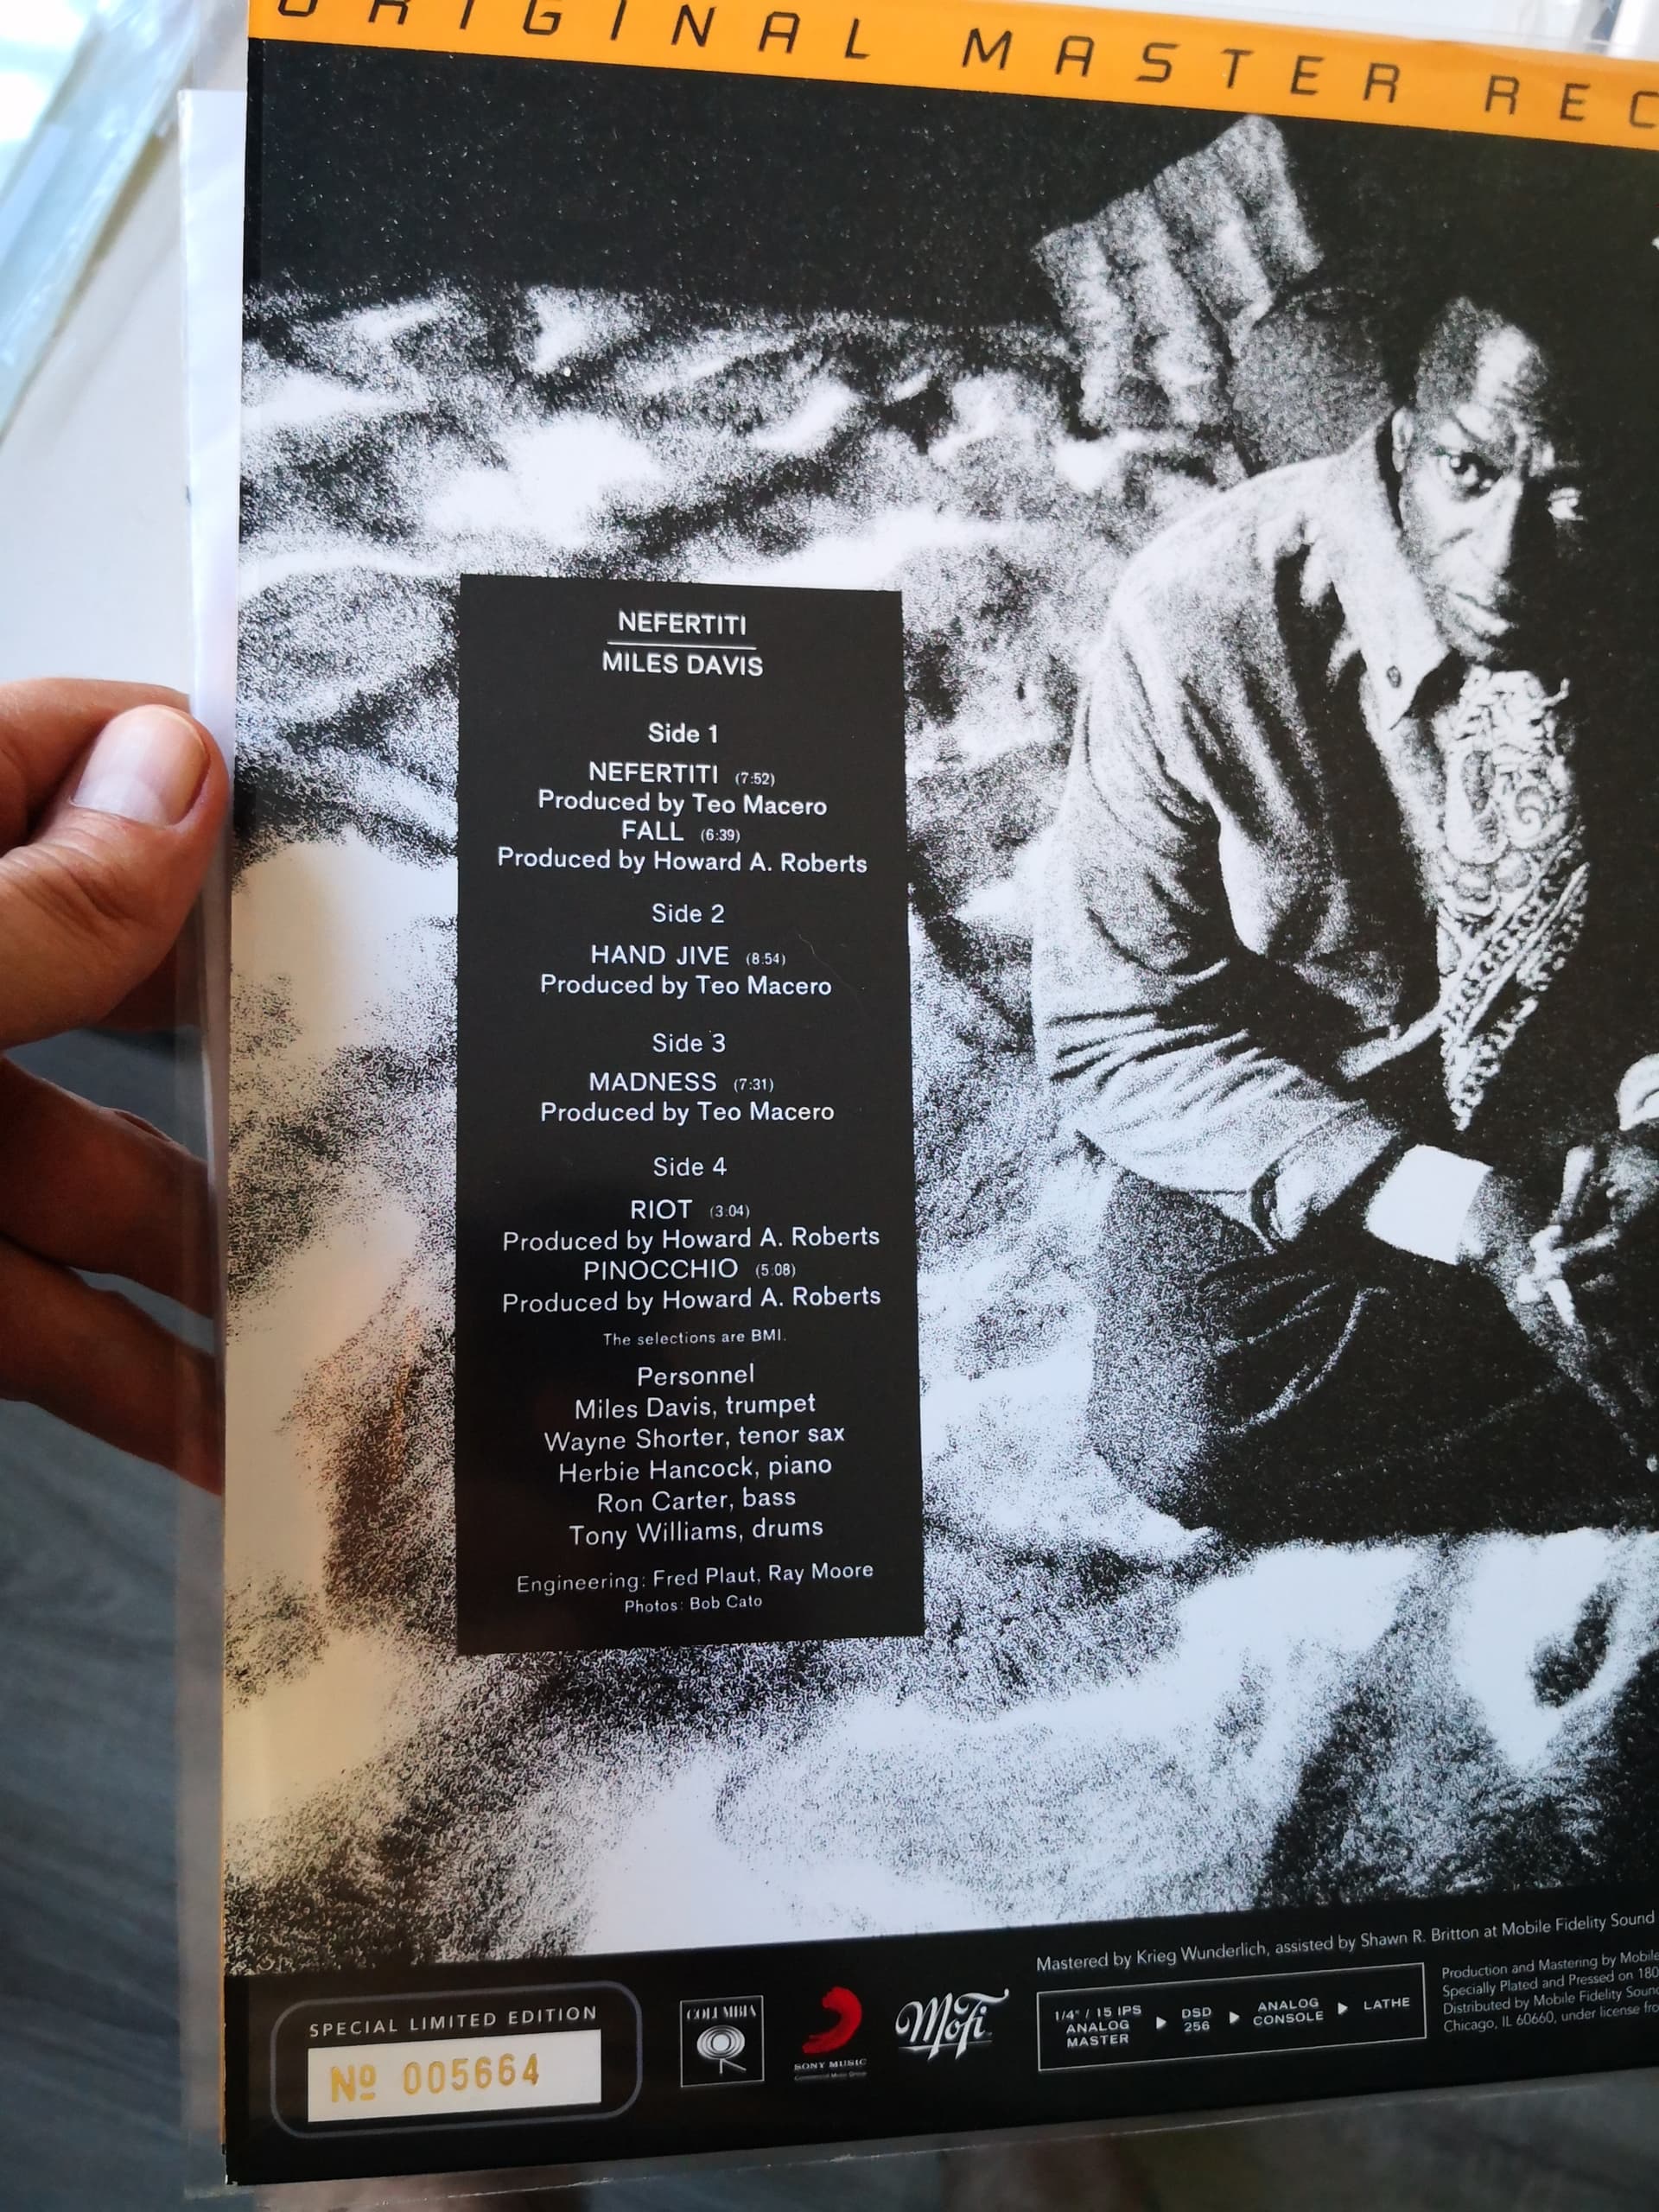 ORIGINAL MASTER REC
NEFERTITI
MILES DAVIS
Side 1
NEFERTITI (7:52)
Produced by Teo Macero
FALL (6:39)
Produced by Howard A. Roberts
Side 2
HAND JIVE (8:54)
Produced by Teo Macero
Side 3
MADNESS (7:31)
Produced by Teo Macero
Side 4
RIOT (3:04)
Produced by Howard A. Roberts
PINOCCHIO (5:08)
Produced by Howard A. Roberts
The selections are BMI.
Personnel
Miles Davis, trumpet
Wayne Shorter, tenor sax
Herbie Hancock, piano
Ron Carter, bass
Tony Williams, drums
Engineering: Fred Plaut, Ray Moore
Photos: Bob Cato
SPECIAL LIMITED EDITION
Nº 005664
COLUMBIA
SONY MUSIC
MoFi
Mastered by Krieg Wunderlich, assisted by Shawn R. Britton at Mobile Fidelity Sound
1/4" / 15 IPS
ANALOG
MASTER
DSD
256
ANALOG
CONSOLE
LATHE
Production and Mastering by Mobile
Specially Plated and Pressed on 180
Distributed by Mobile Fidelity Soun
Chicago, IL 60660, under license fro